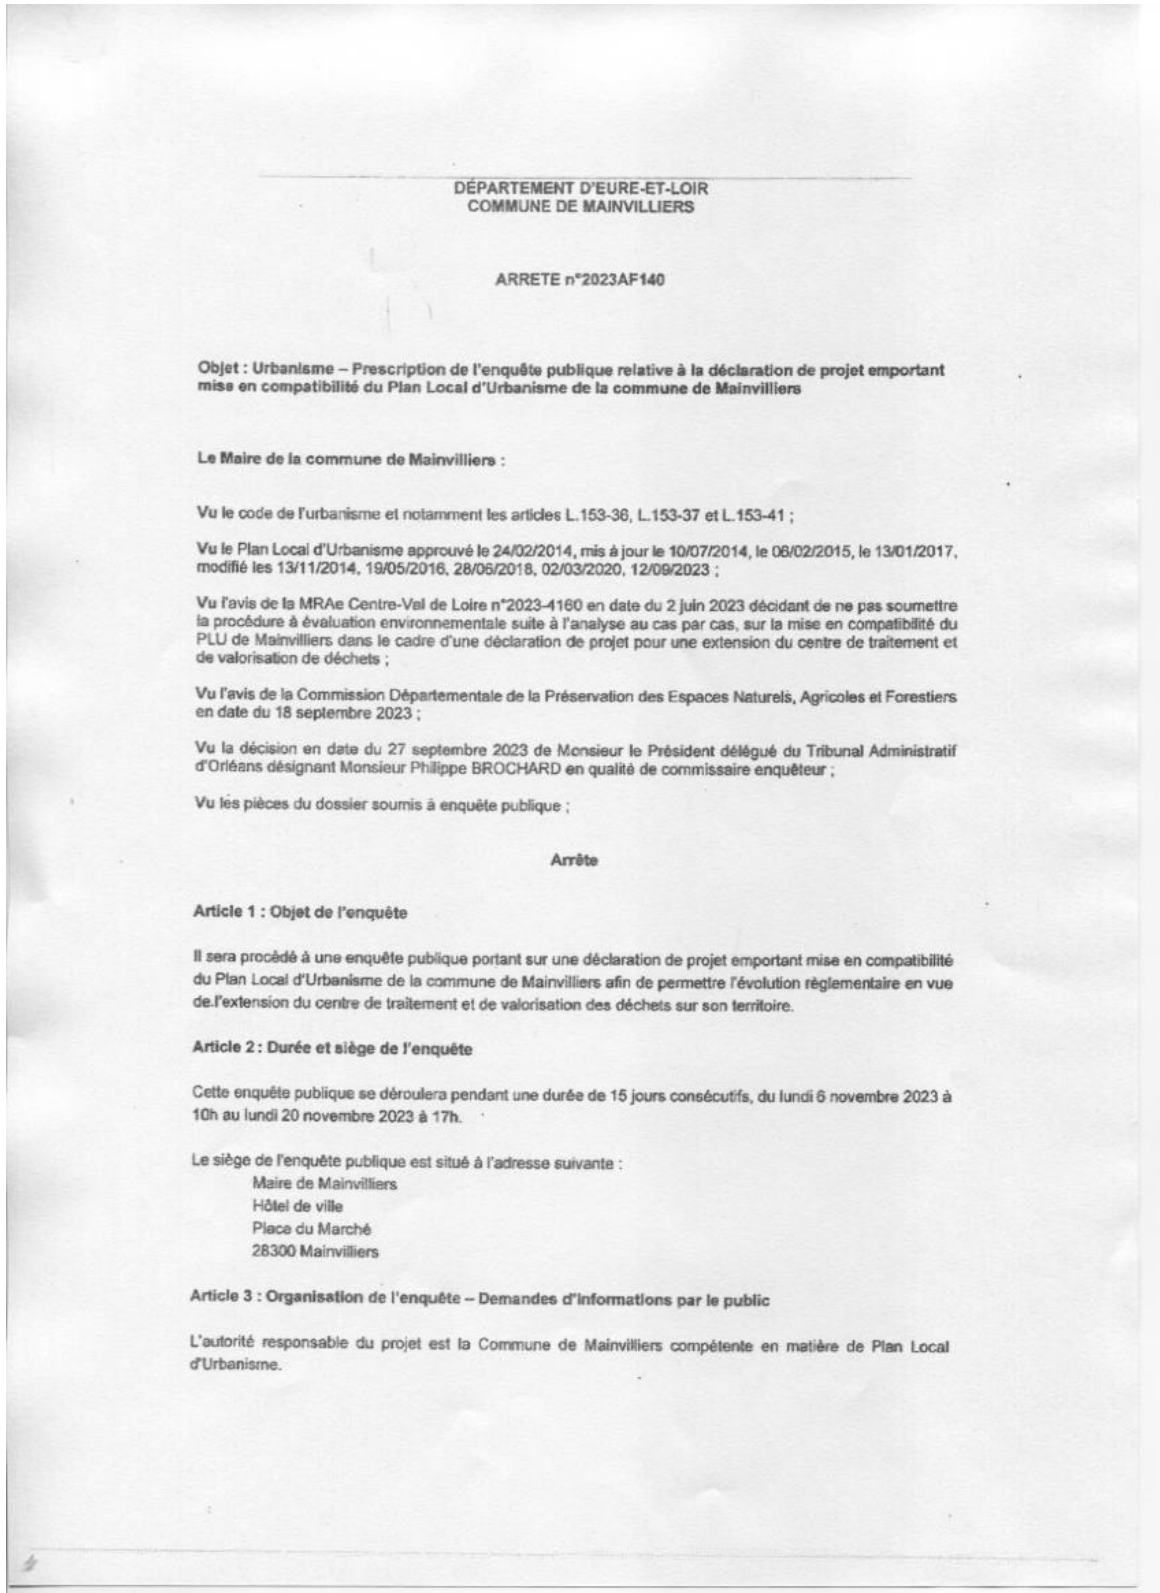 DÉPARTEMENT D'EURE-ET-LOIR
COMMUNE DE MAINVILLIERS
ARRETE n°2023AF140
Objet : Urbanisme – Prescription de l'enquête publique relative à la déclaration de projet emportant
mise en compatibilité du Plan Local d'Urbanisme de la commune de Mainvilliers
Le Maire de la commune de Mainvilliers :
Vu le code de l'urbanisme et notamment les articles L.153-36, L.153-37 et L.153-41 ;
Vu le Plan Local d'Urbanisme approuvé le 24/02/2014, mis à jour le 10/07/2014, le 06/02/2015, le 13/01/2017,
modifié les 13/11/2014, 19/05/2016, 28/06/2018, 02/03/2020, 12/09/2023 ;
Vu l'avis de la MRAe Centre-Val de Loire n°2023-4160 en date du 2 juin 2023 décidant de ne pas soumettre
la procédure à évaluation environnementale suite à l'analyse au cas par cas, sur la mise en compatibilité du
PLU de Mainvilliers dans le cadre d'une déclaration de projet pour une extension du centre de traitement et
de valorisation de déchets ;
Vu l'avis de la Commission Départementale de la Préservation des Espaces Naturels, Agricoles et Forestiers
en date du 18 septembre 2023 ;
Vu la décision en date du 27 septembre 2023 de Monsieur le Président délégué du Tribunal Administratif
d'Orléans désignant Monsieur Philippe BROCHARD en qualité de commissaire enquêteur ;
Vu les pièces du dossier soumis à enquête publique ;
Arrête
Article 1 : Objet de l'enquête
Il sera procédé à une enquête publique portant sur une déclaration de projet emportant mise en compatibilité
du Plan Local d'Urbanisme de la commune de Mainvilliers afin de permettre l'évolution règlementaire en vue
de l'extension du centre de traitement et de valorisation des déchets sur son territoire.
Article 2 : Durée et siège de l'enquête
Cette enquête publique se déroulera pendant une durée de 15 jours consécutifs, du lundi 6 novembre 2023 à
10h au lundi 20 novembre 2023 à 17h.
Le siège de l'enquête publique est situé à l'adresse suivante :
Maire de Mainvilliers
Hôtel de ville
Place du Marché
28300 Mainvilliers
Article 3 : Organisation de l'enquête – Demandes d'informations par le public
L'autorité responsable du projet est la Commune de Mainvilliers compétente en matière de Plan Local
d'Urbanisme.